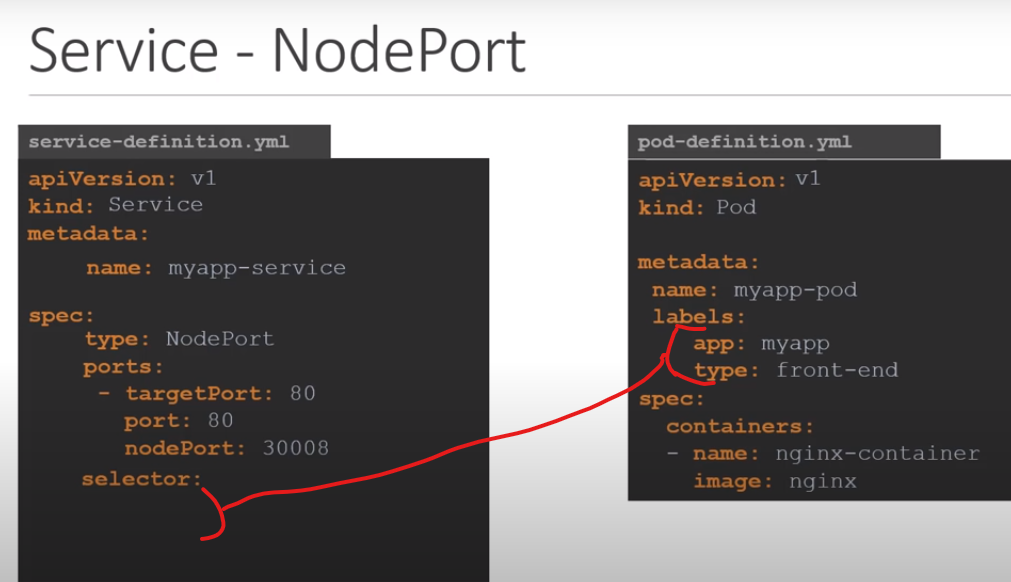 Service - NodePort
service-definition.yml
apiVersion: v1
kind: Service
metadata:
name: myapp-service
spec:
type: NodePort
ports:
- targetPort: 80
port: 80
nodePort: 30008
selector:
pod-definition.yml
apiVersion: v1
kind: Pod
metadata:
name: myapp-pod
labels:
app: myapp
type: front-end
spec:
containers:
- name: nginx-container
image: nginx